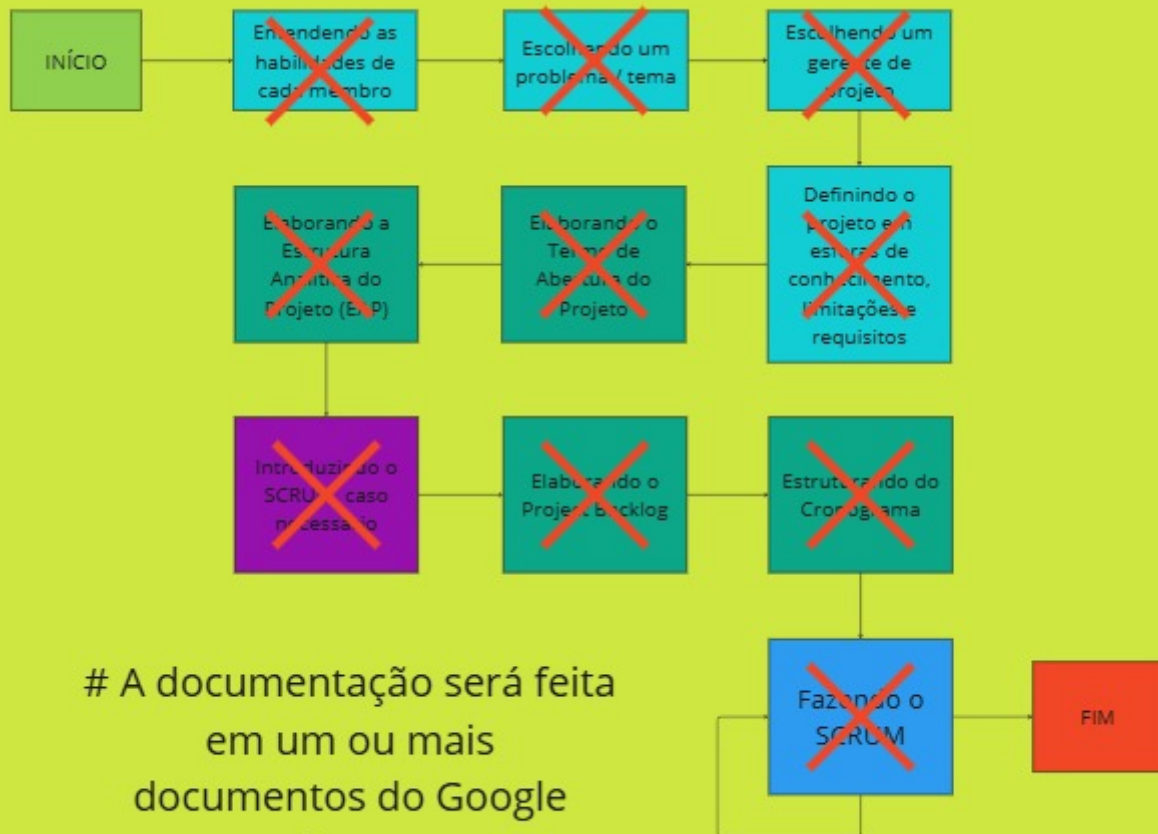 INÍCIO
Entendendo as
habilidades de
cada membro
Escolhendo um
problema / tema
Escolhendo um
gerente de
projeto
Definindo o
projeto em
esferas de
conhecimento,
limitações e
requisitos
Elaborando o
Termo de
Abertura do
Projeto
Elaborando a
Estrutura
Analítica do
Projeto (EAP)
Introduzindo o
SCRUM, caso
necessário
Elaborando o
Project Backlog
Estruturando do
Cronograma
Fazendo o
SCRUM
FIM
# A documentação será feita
em um ou mais
documentos do Google